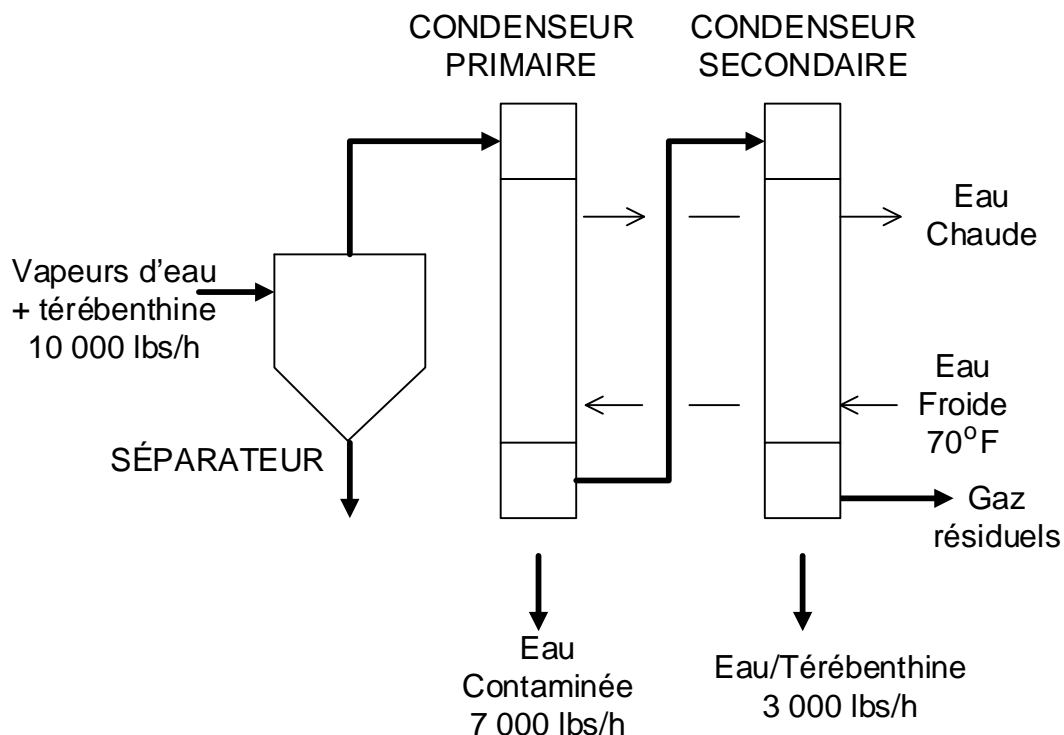 CONDENSEUR
PRIMAIRE
CONDENSEUR
SECONDAIRE
Eau
Chaude
Vapeurs d'eau
+ térébenthine
10 000 lbs/h
Eau
Froide
70°F
SÉPARATEUR
Gaz
résiduels
Eau
Contaminée
7 000 lbs/h
Eau/Térébenthine
3 000 lbs/h